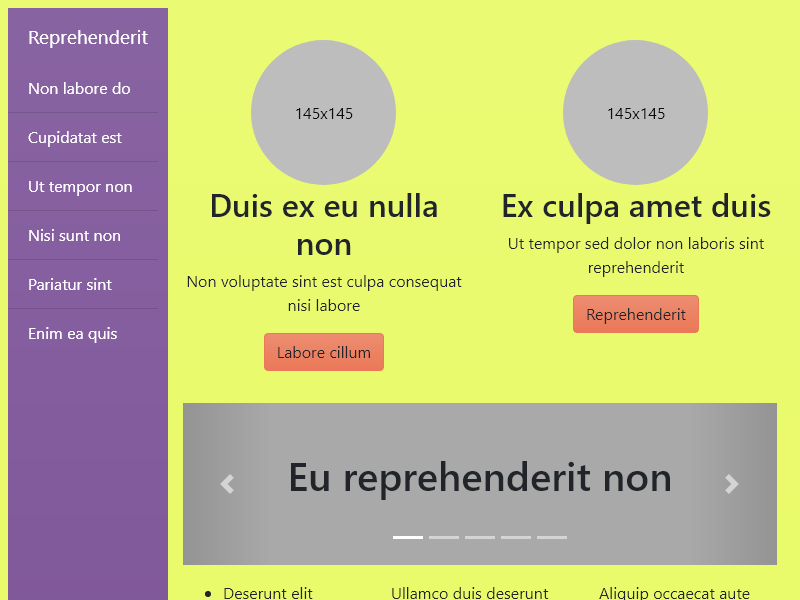 Reprehenderit
Non labore do
Cupidatat est
Ut tempor non
Nisi sunt non
Pariatur sint
Enim ea quis
145x145
Duis ex eu nulla
non
Non voluptate sint est culpa consequat
nisi labore
Labore cillum
145x145
Ex culpa amet duis
Ut tempor sed dolor non laboris sint
reprehenderit
Reprehenderit
Eu reprehenderit non
Deserunt elit
Ullamco duis deserunt
Aliquip occaecat aute